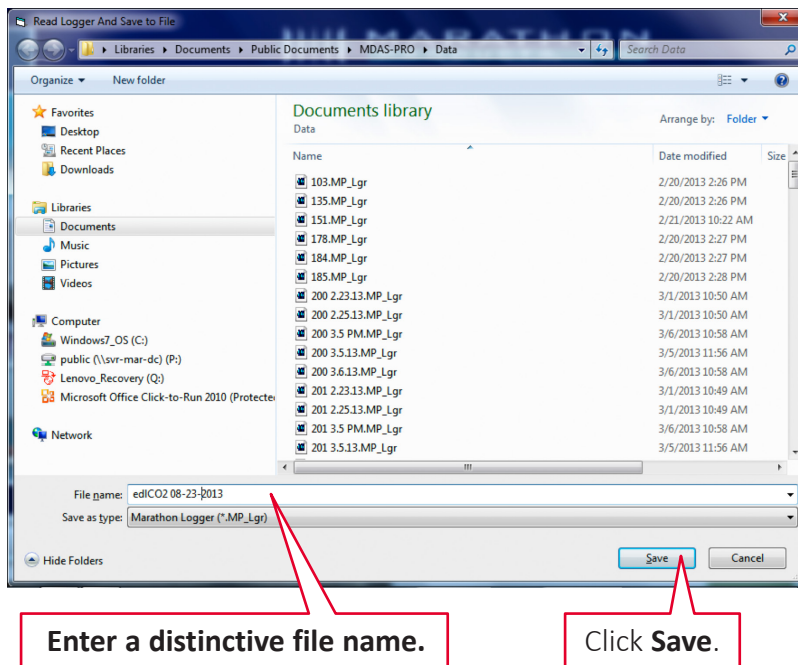 Read Logger And Save to File
MARATHON
Libraries Documents Public Documents MDAS-PRO Data
Search Data
Organize New folder
Favorites
Desktop
Recent Places
Downloads
Libraries
Documents
Music
Pictures
Videos
Computer
Windows7_OS (C:)
public (\\svr-mar-dc) (P:)
Lenovo_Recovery (Q:)
Microsoft Office Click-to-Run 2010 (Protecte
Network
Documents library
Data
Arrange by: Folder
Name Date modified Size
103.MP_Lgr 2/20/2013 2:26 PM
135.MP_Lgr 2/20/2013 2:26 PM
151.MP_Lgr 2/21/2013 10:22 AM
178.MP_Lgr 2/20/2013 2:27 PM
184.MP_Lgr 2/20/2013 2:27 PM
185.MP_Lgr 2/20/2013 2:28 PM
200 2.23.13.MP_Lgr 3/1/2013 10:50 AM
200 2.25.13.MP_Lgr 3/1/2013 10:50 AM
200 3.5 PM.MP_Lgr 3/6/2013 10:58 AM
200 3.5.13.MP_Lgr 3/5/2013 11:56 AM
200 3.6.13.MP_Lgr 3/6/2013 10:58 AM
201 2.23.13.MP_Lgr 3/1/2013 10:49 AM
201 2.25.13.MP_Lgr 3/1/2013 10:49 AM
201 3.5 PM.MP_Lgr 3/6/2013 10:58 AM
201 3.5.13.MP_Lgr 3/5/2013 11:56 AM
File name: edICO2 08-23-2013
Save as type: Marathon Logger (*.MP_Lgr)
Hide Folders
Save Cancel
Enter a distinctive file name.
Click Save.